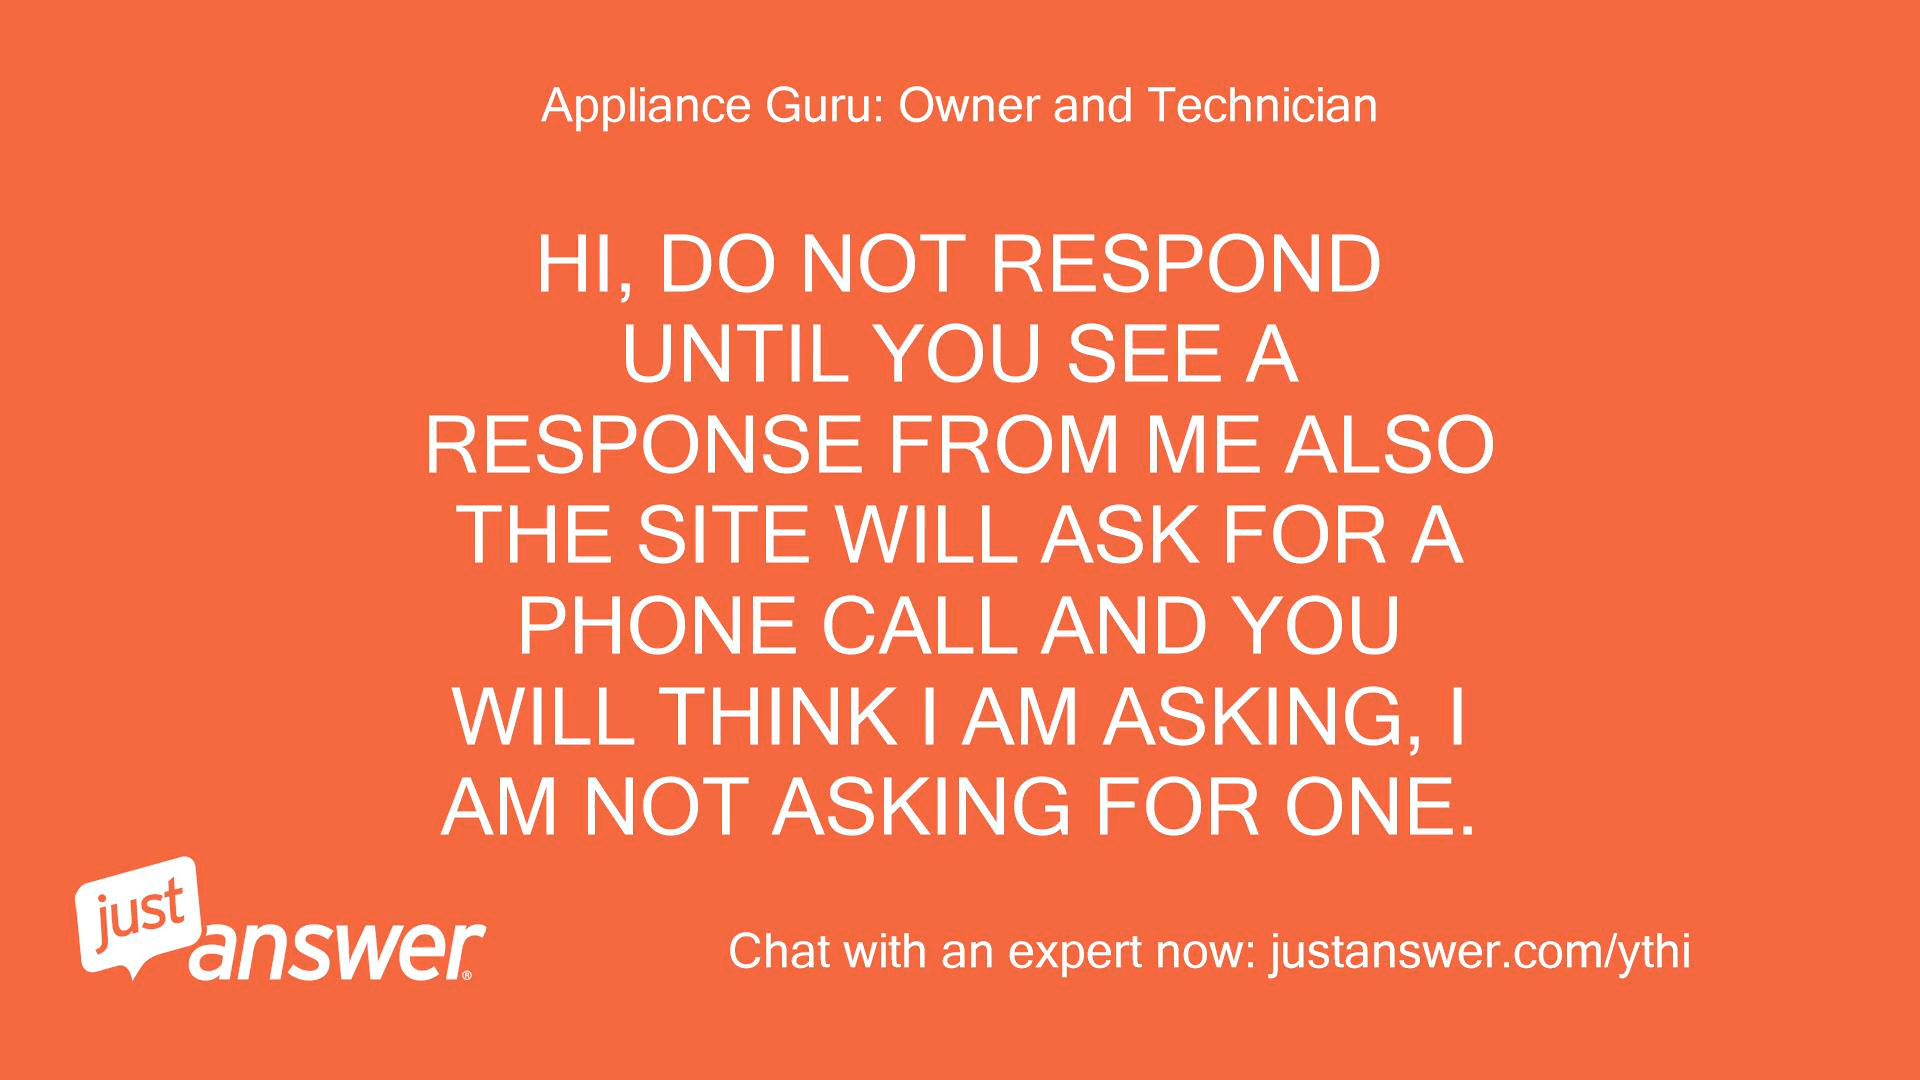 Appliance Guru: Owner and Technician
HI, DO NOT RESPOND
UNTIL YOU SEE A
RESPONSE FROM ME ALSO
THE SITE WILL ASK FOR A
PHONE CALL AND YOU
WILL THINK I AM ASKING, I
AM NOT ASKING FOR ONE.
just
answer®
Chat with an expert now: justanswer.com/ythi